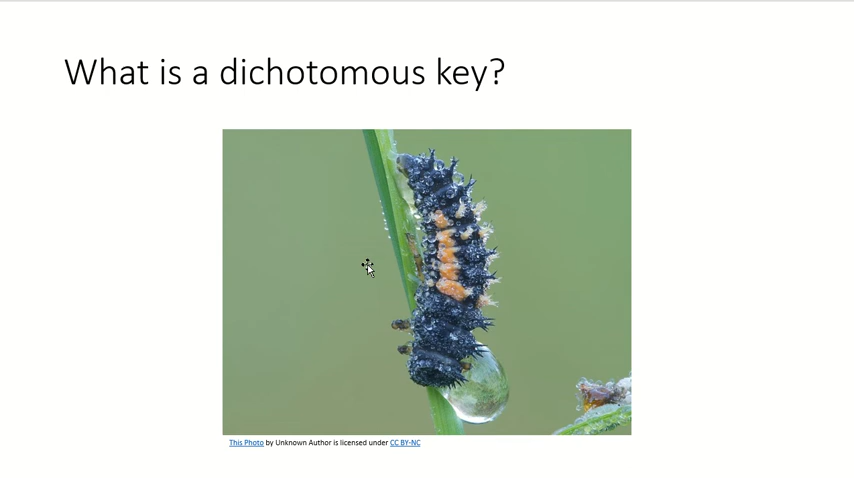 What is a dichotomous key?
This Photo by Unknown Author is licensed under CC BY-NC